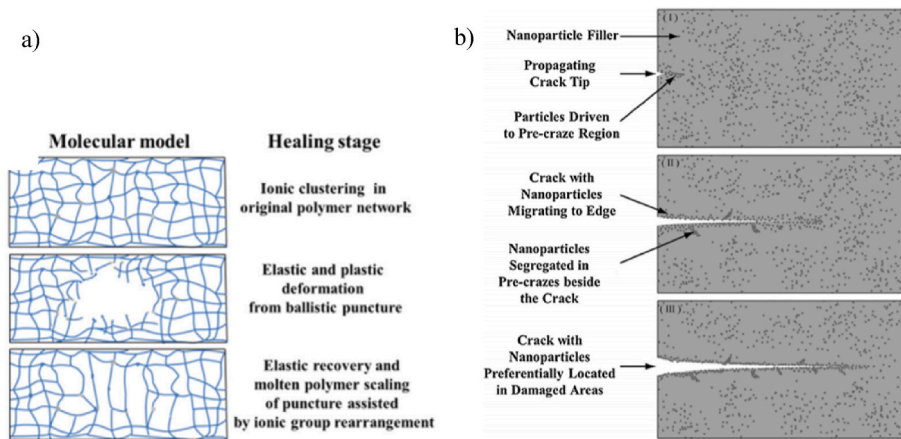 a)
Molecular model
Healing stage
Ionic clustering in
original polymer network
Elastic and plastic
deformation
from ballistic puncture
Elastic recovery and
molten polymer scaling
of puncture assisted
by ionic group rearrangement
b)
(I)
Nanoparticle Filler
Propagating
Crack Tip
Particles Driven
to Pre-craze Region
(II)
Crack with
Nanoparticles
Migrating to Edge
Nanoparticles
Segregated in
Pre-crazes beside
the Crack
(III)
Crack with
Nanoparticles
Preferentially Located
in Damaged Areas